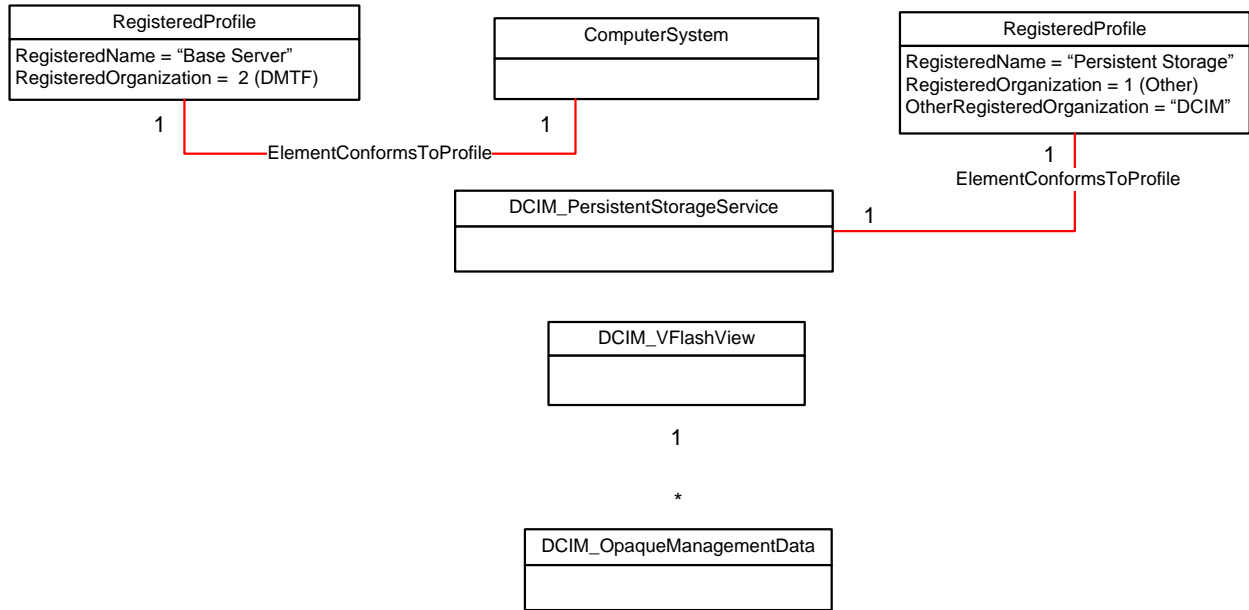 RegisteredProfile
RegisteredName = “Base Server”
RegisteredOrganization =  2 (DMTF)
ComputerSystem
RegisteredProfile
RegisteredName = “Persistent Storage”
RegisteredOrganization = 1 (Other)
OtherRegisteredOrganization = “DCIM”
1
1
ElementConformsToProfile
1
ElementConformsToProfile
DCIM_PersistentStorageService
1
DCIM_VFlashView
1
*
DCIM_OpaqueManagementData